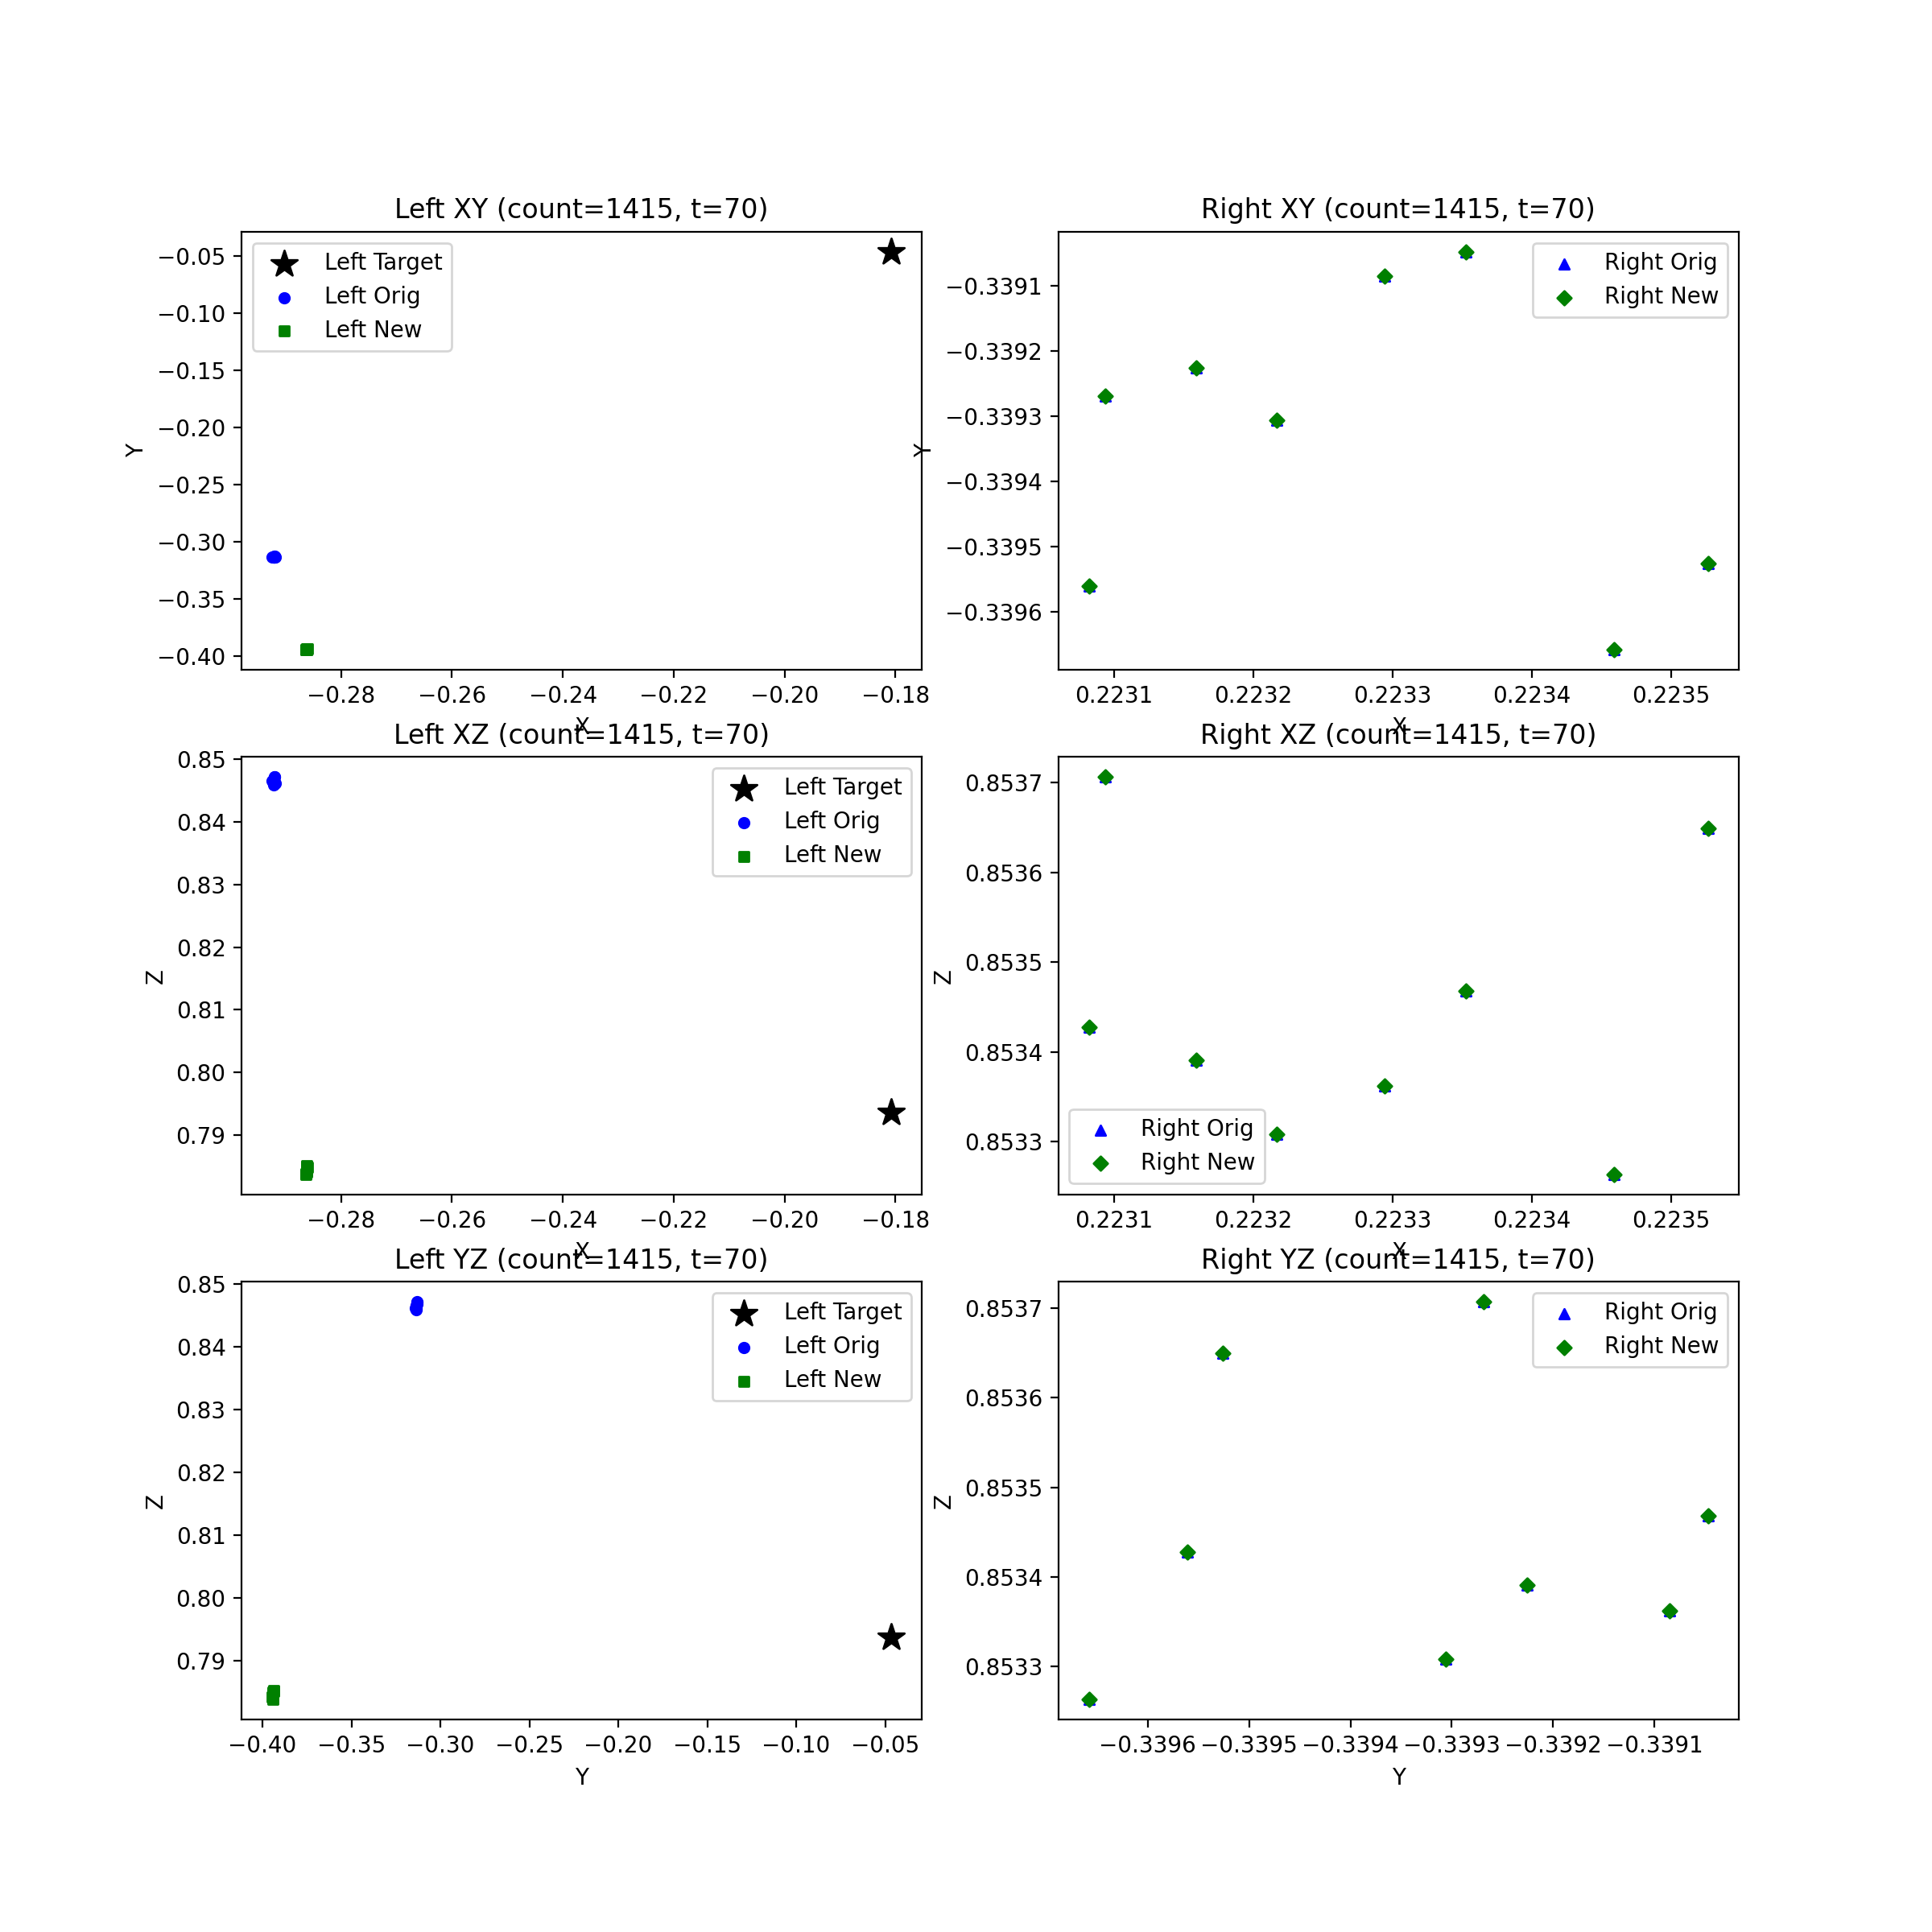 Left XY (count=1415, t=70)
Left Target
Left Orig
Left New
−0.05
−0.10
−0.15
−0.20
−0.25
−0.30
−0.35
−0.40
Y
−0.28 −0.26 −0.24 −0.22 −0.20 −0.18
X
Right XY (count=1415, t=70)
Right Orig
Right New
−0.3391
−0.3392
−0.3393
−0.3394
−0.3395
−0.3396
Y
0.2231 0.2232 0.2233 0.2234 0.2235
X
Left XZ (count=1415, t=70)
Left Target
Left Orig
Left New
0.85
0.84
0.83
0.82
0.81
0.80
0.79
Z
−0.28 −0.26 −0.24 −0.22 −0.20 −0.18
X
Right XZ (count=1415, t=70)
0.8537
0.8536
0.8535
0.8534
0.8533
Z
Right Orig
Right New
0.2231 0.2232 0.2233 0.2234 0.2235
X
Left YZ (count=1415, t=70)
Left Target
Left Orig
Left New
0.85
0.84
0.83
0.82
0.81
0.80
0.79
Z
−0.40 −0.35 −0.30 −0.25 −0.20 −0.15 −0.10 −0.05
Y
Right YZ (count=1415, t=70)
Right Orig
Right New
0.8537
0.8536
0.8535
0.8534
0.8533
Z
−0.3396 −0.3395 −0.3394 −0.3393 −0.3392 −0.3391
Y